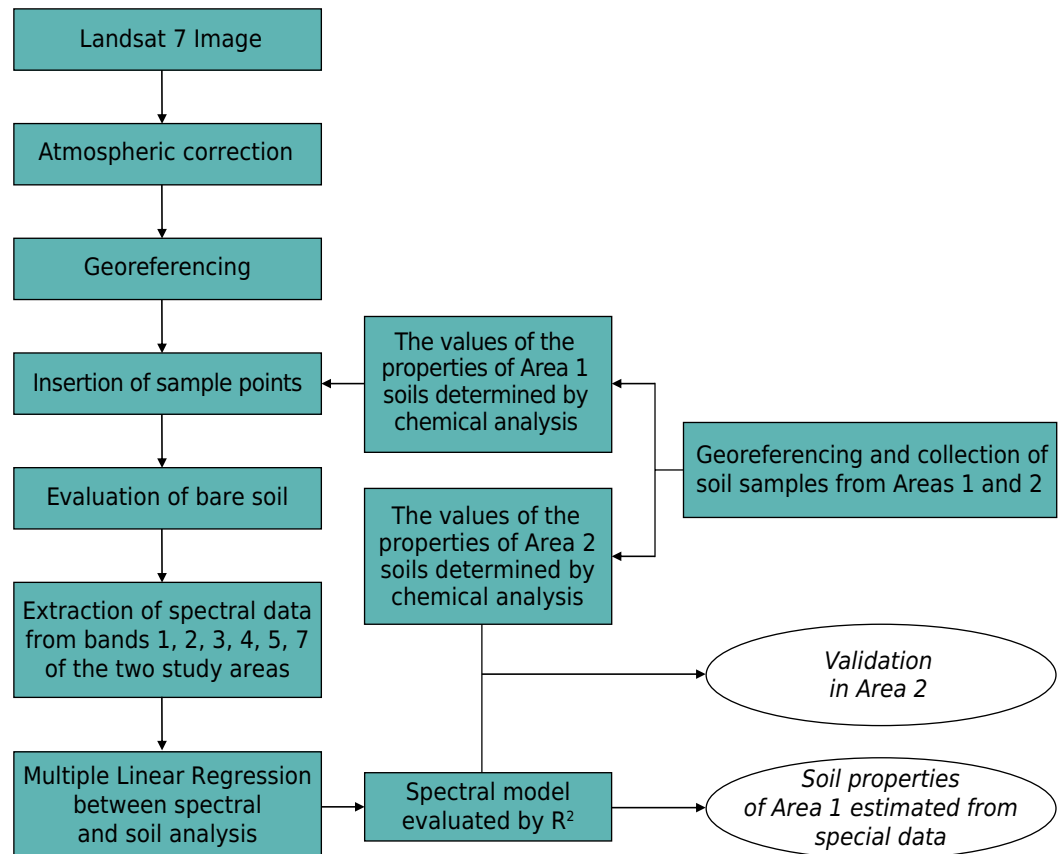 Landsat 7 Image
Atmospheric correction
Georeferencing
Insertion of sample points
The values of the
properties of Area 1
soils determined by
chemical analysis
Georeferencing and collection of
soil samples from Areas 1 and 2
Evaluation of bare soil
The values of the
properties of Area 2
soils determined by
chemical analysis
Extraction of spectral data
from bands 1, 2, 3, 4, 5, 7
of the two study areas
Validation
in Area 2
Multiple Linear Regression
between spectral
and soil analysis
Spectral model
evaluated by R²
Soil properties
of Area 1 estimated from
special data